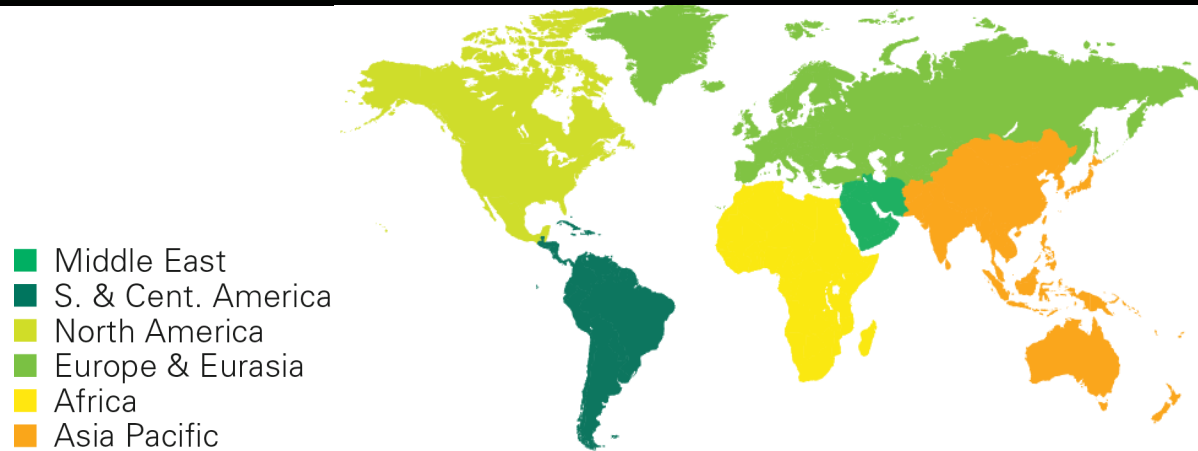 Middle East
S. & Cent. America
North America
Europe & Eurasia
Africa
Asia Pacific